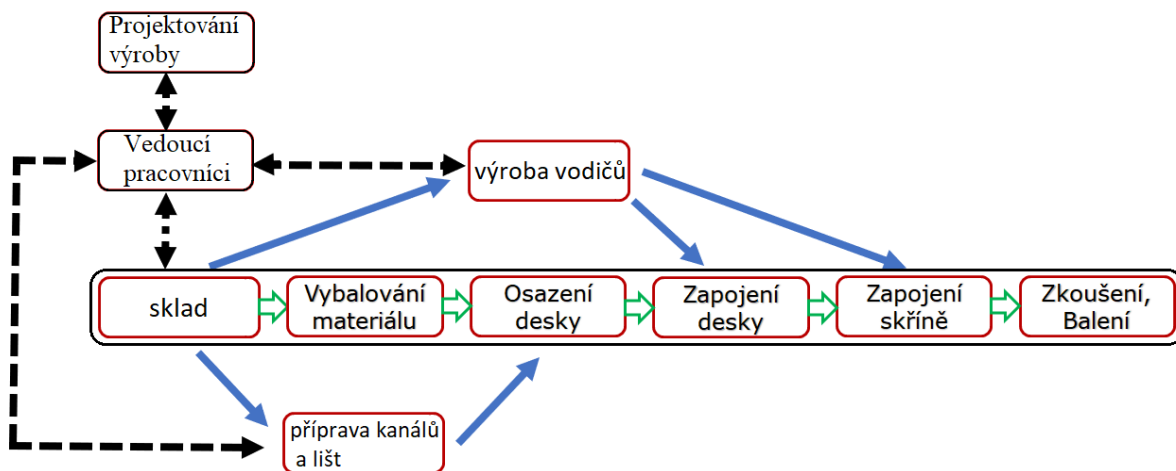 Projektování
výroby
Vedoucí
pracovníci
výroba vodičů
sklad
Vybalování
materiálu
Osazení
desky
Zapojení
desky
Zapojení
skříně
Zkoušení,
Balení
příprava kanálů
a lišt